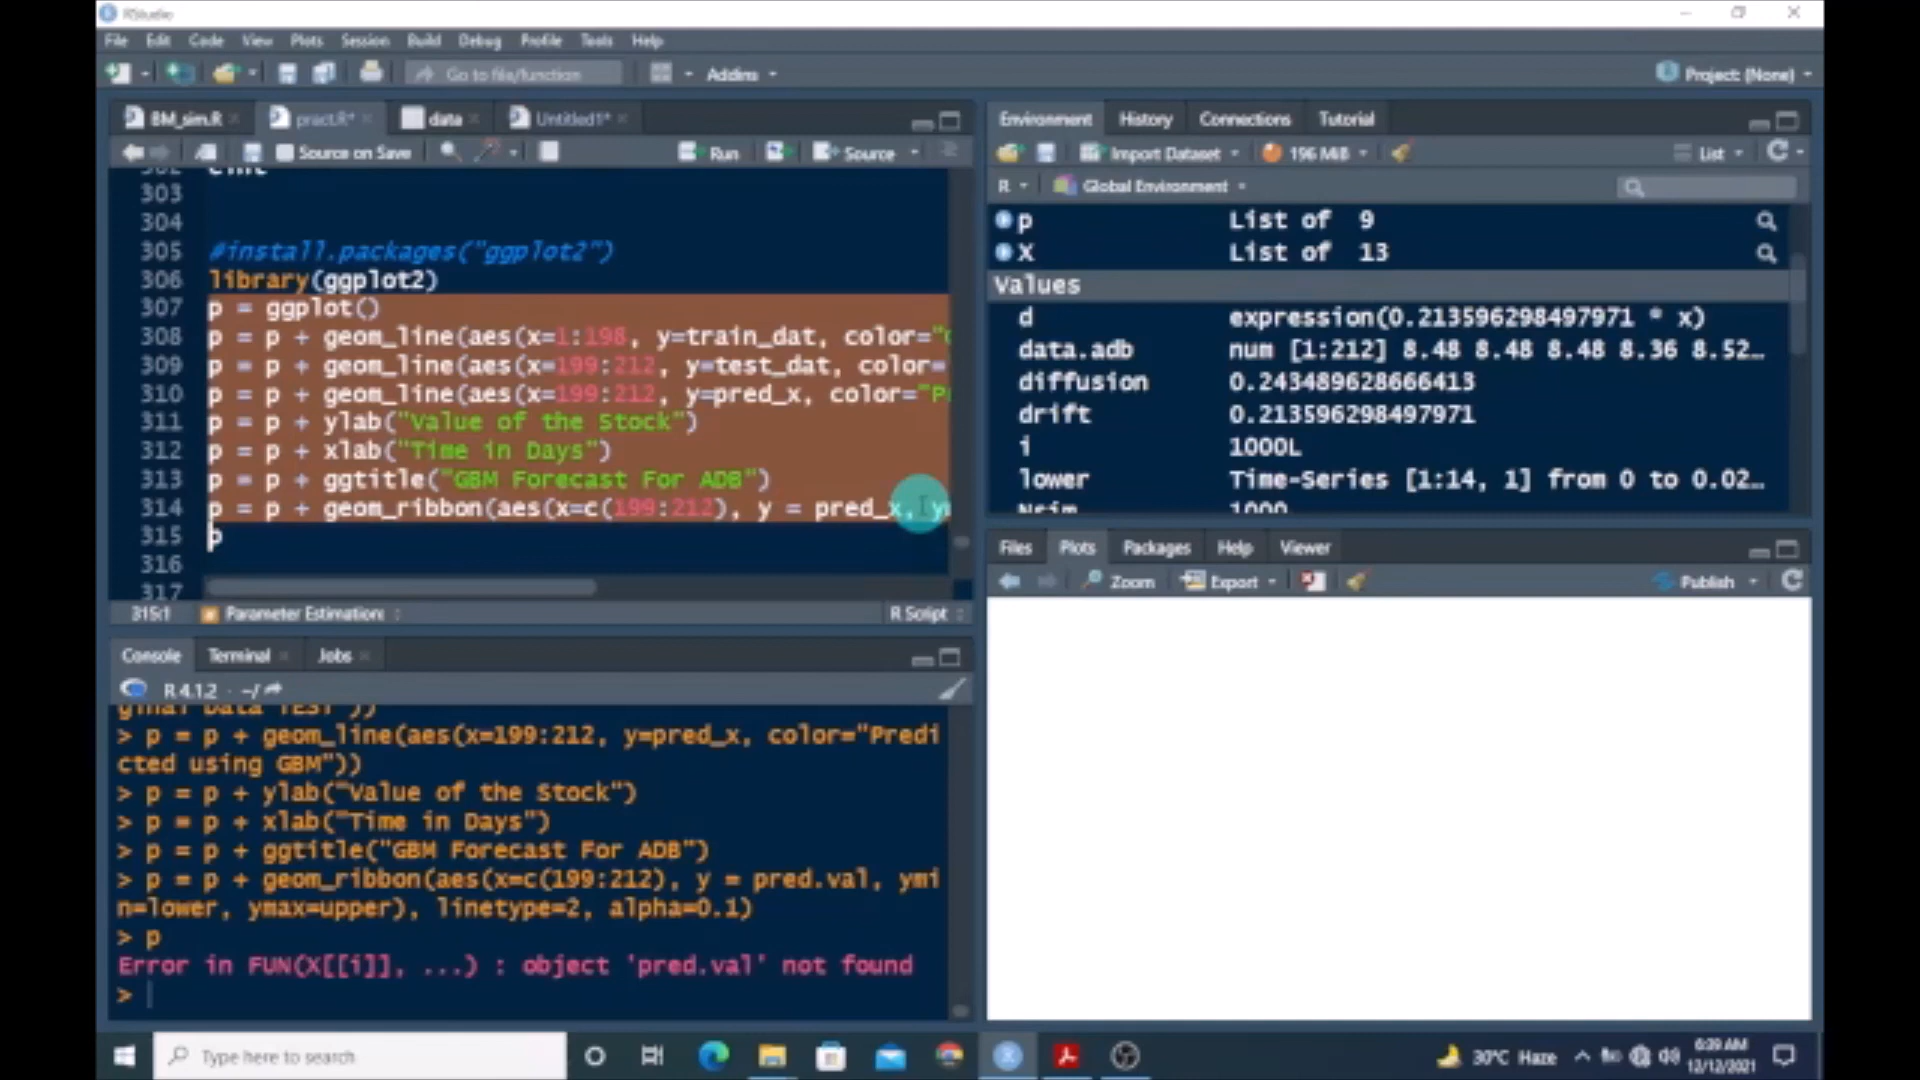 RStudio
File Edit Code View Plots Session Build Debug Profile Tools Help
Go to file/function
Addins
Project: (None)
BM_sim.R
pract.R*
data
Untitled1*
Source on Save
Run
Source
303
304
305 #install.packages("ggplot2")
306 library(ggplot2)
307 p = ggplot()
308 p = p + geom_line(aes(x=1:198, y=train_dat, color="
309 p = p + geom_line(aes(x=199:212, y=test_dat, color=
310 p = p + geom_line(aes(x=199:212, y=pred_x, color="P
311 p = p + ylab("Value of the Stock")
312 p = p + xlab("Time in Days")
313 p = p + ggtitle("GBM Forecast For ADB")
314 p = p + geom_ribbon(aes(x=c(199:212), y = pred_x, y
315 p
316
317
315:1 Parameter Estimation: R Script
Console Terminal Jobs
R 4.1.2 · ~/
ginal Data TEST"))
> p = p + geom_line(aes(x=199:212, y=pred_x, color="Predi
cted using GBM"))
> p = p + ylab("Value of the Stock")
> p = p + xlab("Time in Days")
> p = p + ggtitle("GBM Forecast For ADB")
> p = p + geom_ribbon(aes(x=c(199:212), y = pred.val, ymi
n=lower, ymax=upper), linetype=2, alpha=0.1)
> p
Error in FUN(X[[i]], ...) : object 'pred.val' not found
>
Environment History Connections Tutorial
Import Dataset
196 MiB
List
R
Global Environment
p List of 9
X List of 13
Values
d expression(0.213596298497971 * x)
data.adb num [1:212] 8.48 8.48 8.48 8.36 8.52…
diffusion 0.243489628666413
drift 0.213596298497971
i 1000L
lower Time-Series [1:14, 1] from 0 to 0.02…
Nsim 1000
Files Plots Packages Help Viewer
Zoom Export Publish
Type here to search
30°C Haze
6:39 AM
12/12/2021